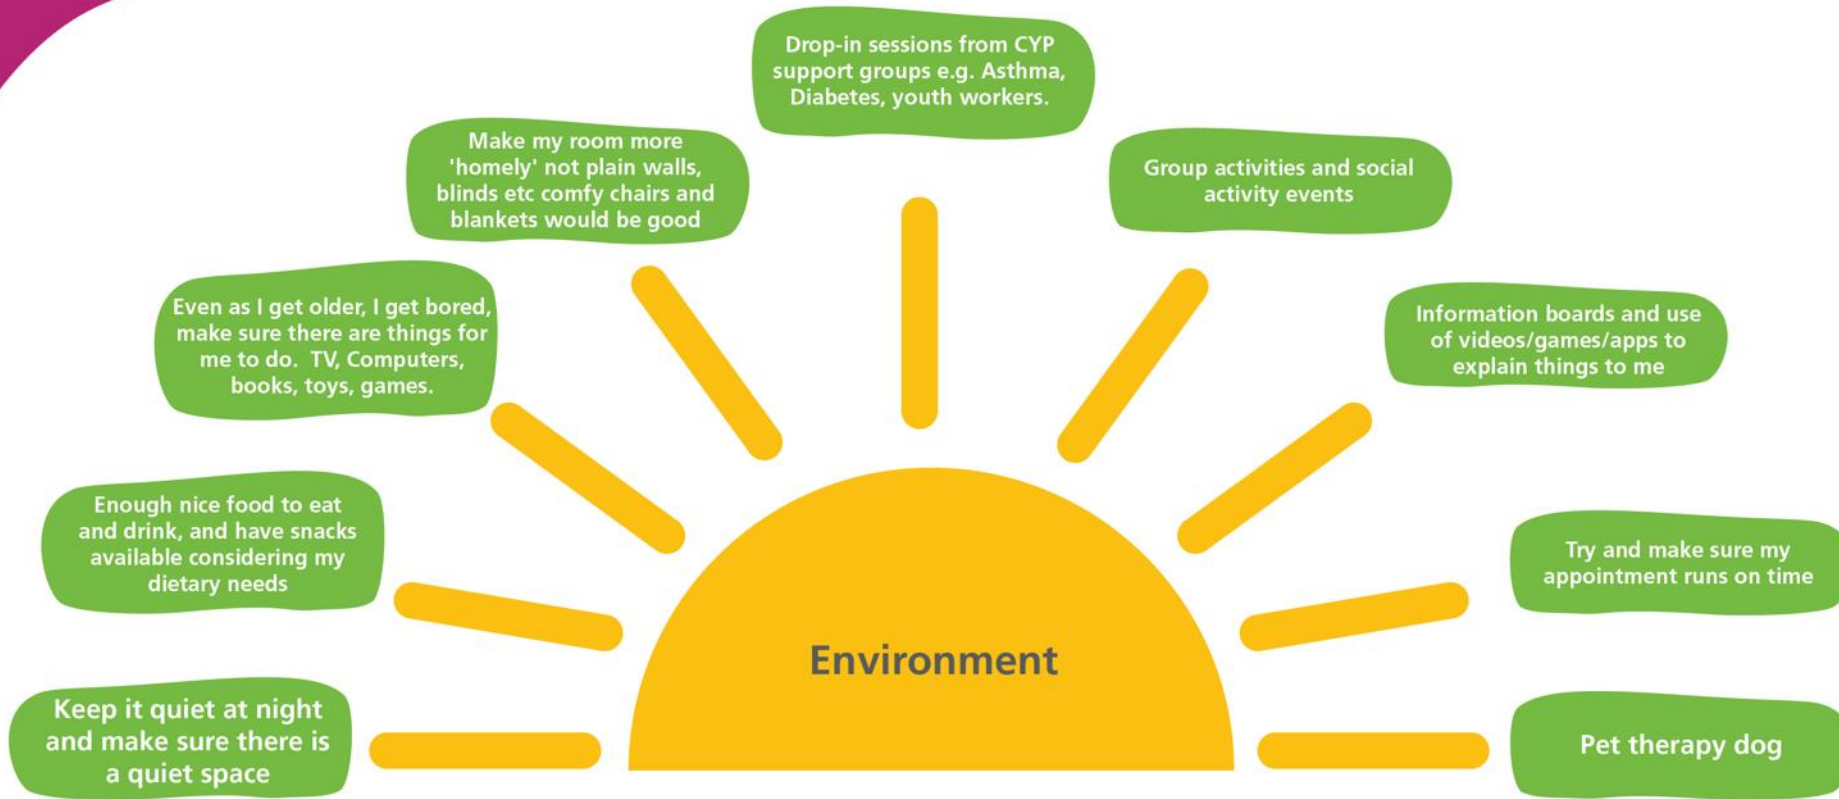 Drop-in sessions from CYP
support groups e.g. Asthma,
Diabetes, youth workers.
Make my room more
'homely' not plain walls,
blinds etc comfy chairs and
blankets would be good
Group activities and social
activity events
Even as I get older, I get bored,
make sure there are things for
me to do.  TV, Computers,
books, toys, games.
Information boards and use
of videos/games/apps to
explain things to me
Enough nice food to eat
and drink, and have snacks
available considering my
dietary needs
Try and make sure my
appointment runs on time
Environment
Keep it quiet at night
and make sure there is
a quiet space
Pet therapy dog